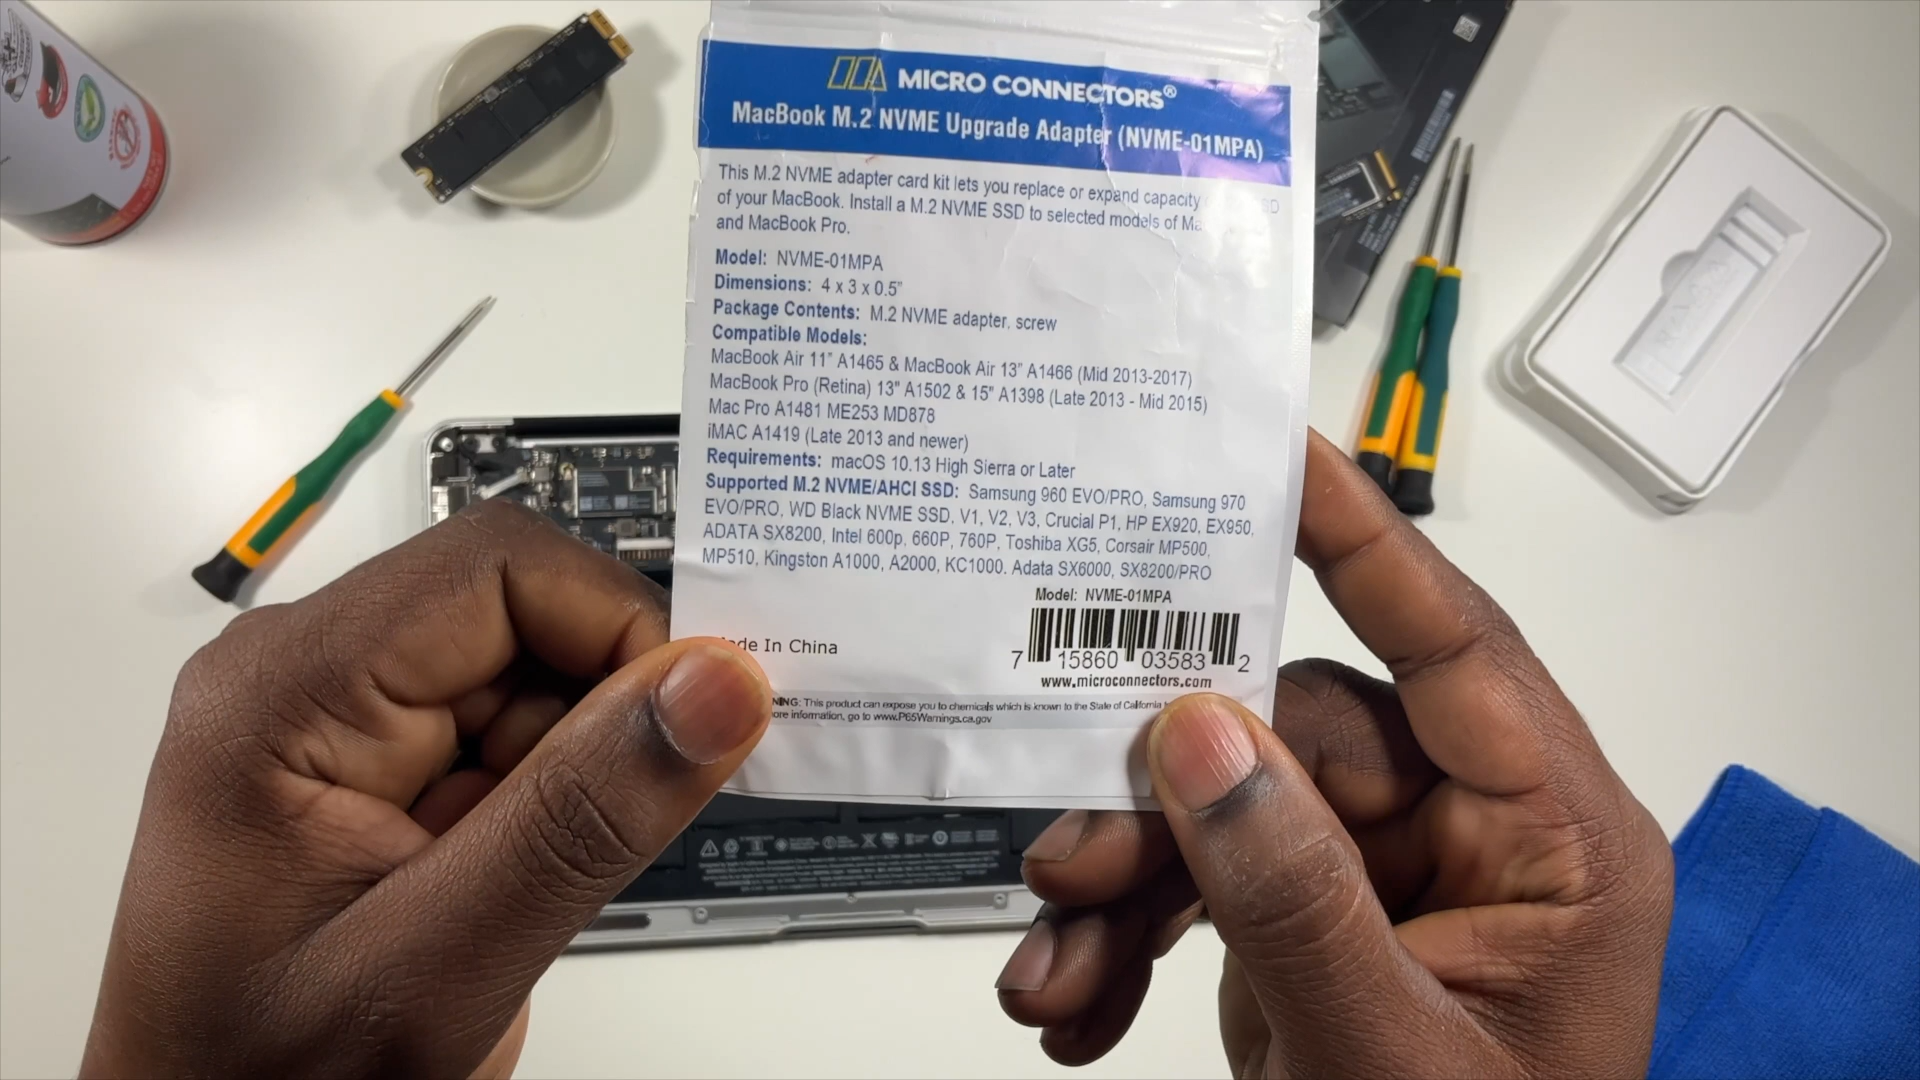 MICRO CONNECTORS®
MacBook M.2 NVME Upgrade Adapter (NVME-01MPA)
This M.2 NVME adapter card kit lets you replace or expand capacity
of your MacBook. Install a M.2 NVME SSD to selected models of
and MacBook Pro.
Model: NVME-01MPA
Dimensions: 4 x 3 x 0.5"
Package Contents: M.2 NVME adapter, screw
Compatible Models:
MacBook Air 11" A1465 & MacBook Air 13" A1466 (Mid 2013-2017)
MacBook Pro (Retina) 13" A1502 & 15" A1398 (Late 2013 - Mid 2015)
Mac Pro A1481 ME253 MD878
iMAC A1419 (Late 2013 and newer)
Requirements: macOS 10.13 High Sierra or Later
Supported M.2 NVME/AHCI SSD: Samsung 960 EVO/PRO, Samsung 970
EVO/PRO, WD Black NVME SSD, V1, V2, V3, Crucial P1, HP EX920, EX950,
ADATA SX8200, Intel 600p, 660P, 760P, Toshiba XG5, Corsair MP500,
MP510, Kingston A1000, A2000, KC1000. Adata SX6000, SX8200/PRO
Model: NVME-01MPA
In China
7 15860 03583 2
www.microconnectors.com
This product can expose you to chemicals which is known to the State of California
information, go to www.P65Warnings.ca.gov